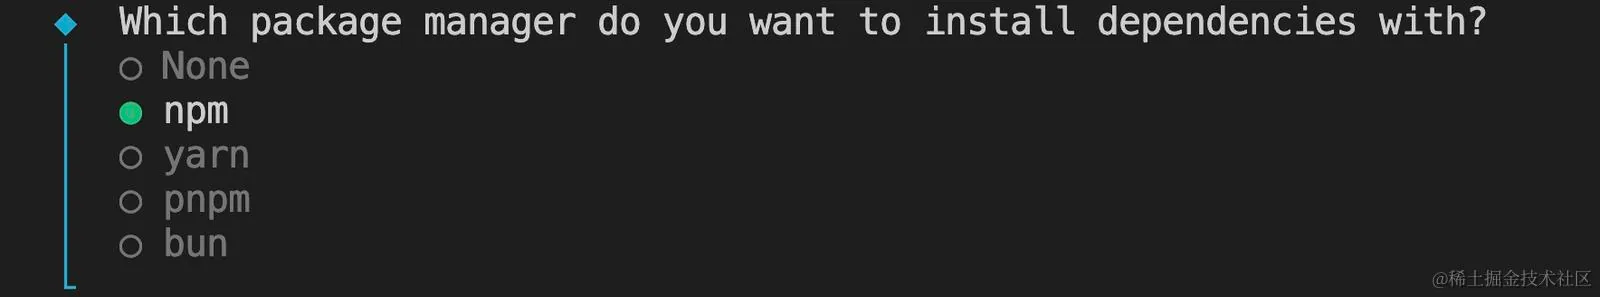 Which package manager do you want to install dependencies with?
None
npm
yarn
pnpm
bun
@稀土掘金技术社区